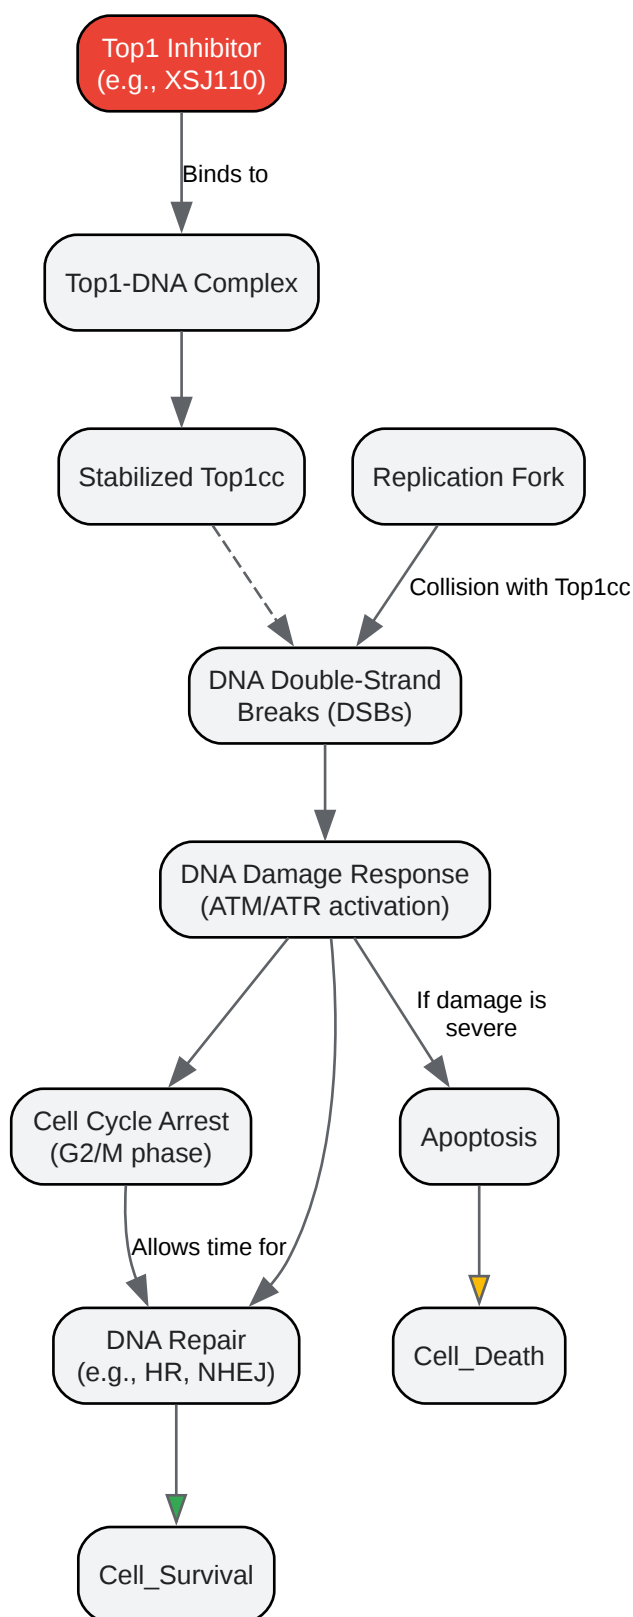 Top1 Inhibitor
(e.g., XSJ110)
Binds to
Top1-DNA Complex
Stabilized Top1cc
Replication Fork
Collision with Top1cc
DNA Double-Strand
Breaks (DSBs)
DNA Damage Response
(ATM/ATR activation)
If damage is
severe
Cell Cycle Arrest
(G2/M phase)
Apoptosis
Allows time for
DNA Repair
(e.g., HR, NHEJ)
Cell_Death
Cell_Survival